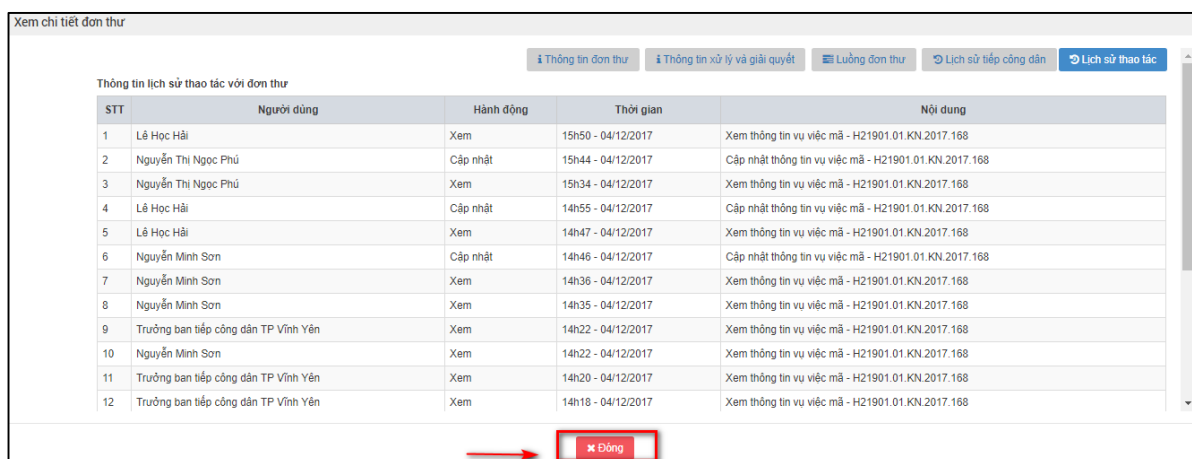 Xem chi tiết đơn thư
Thông tin đơn thư Thông tin xử lý và giải quyết Luồng đơn thư Lịch sử tiếp công dân Lịch sử thao tác
Thông tin lịch sử thao tác với đơn thư
STT Người dùng Hành động Thời gian Nội dung
1 Lê Học Hải Xem 15h50 - 04/12/2017 Xem thông tin vụ việc mã - H21901.01.KN.2017.168
2 Nguyễn Thị Ngọc Phú Cập nhật 15h44 - 04/12/2017 Cập nhật thông tin vụ việc mã - H21901.01.KN.2017.168
3 Nguyễn Thị Ngọc Phú Xem 15h34 - 04/12/2017 Xem thông tin vụ việc mã - H21901.01.KN.2017.168
4 Lê Học Hải Cập nhật 14h55 - 04/12/2017 Cập nhật thông tin vụ việc mã - H21901.01.KN.2017.168
5 Lê Học Hải Xem 14h47 - 04/12/2017 Xem thông tin vụ việc mã - H21901.01.KN.2017.168
6 Nguyễn Minh Sơn Cập nhật 14h46 - 04/12/2017 Cập nhật thông tin vụ việc mã - H21901.01.KN.2017.168
7 Nguyễn Minh Sơn Xem 14h36 - 04/12/2017 Xem thông tin vụ việc mã - H21901.01.KN.2017.168
8 Nguyễn Minh Sơn Xem 14h35 - 04/12/2017 Xem thông tin vụ việc mã - H21901.01.KN.2017.168
9 Trưởng ban tiếp công dân TP Vĩnh Yên Xem 14h22 - 04/12/2017 Xem thông tin vụ việc mã - H21901.01.KN.2017.168
10 Nguyễn Minh Sơn Xem 14h22 - 04/12/2017 Xem thông tin vụ việc mã - H21901.01.KN.2017.168
11 Trưởng ban tiếp công dân TP Vĩnh Yên Xem 14h20 - 04/12/2017 Xem thông tin vụ việc mã - H21901.01.KN.2017.168
12 Trưởng ban tiếp công dân TP Vĩnh Yên Xem 14h18 - 04/12/2017 Xem thông tin vụ việc mã - H21901.01.KN.2017.168
Đóng